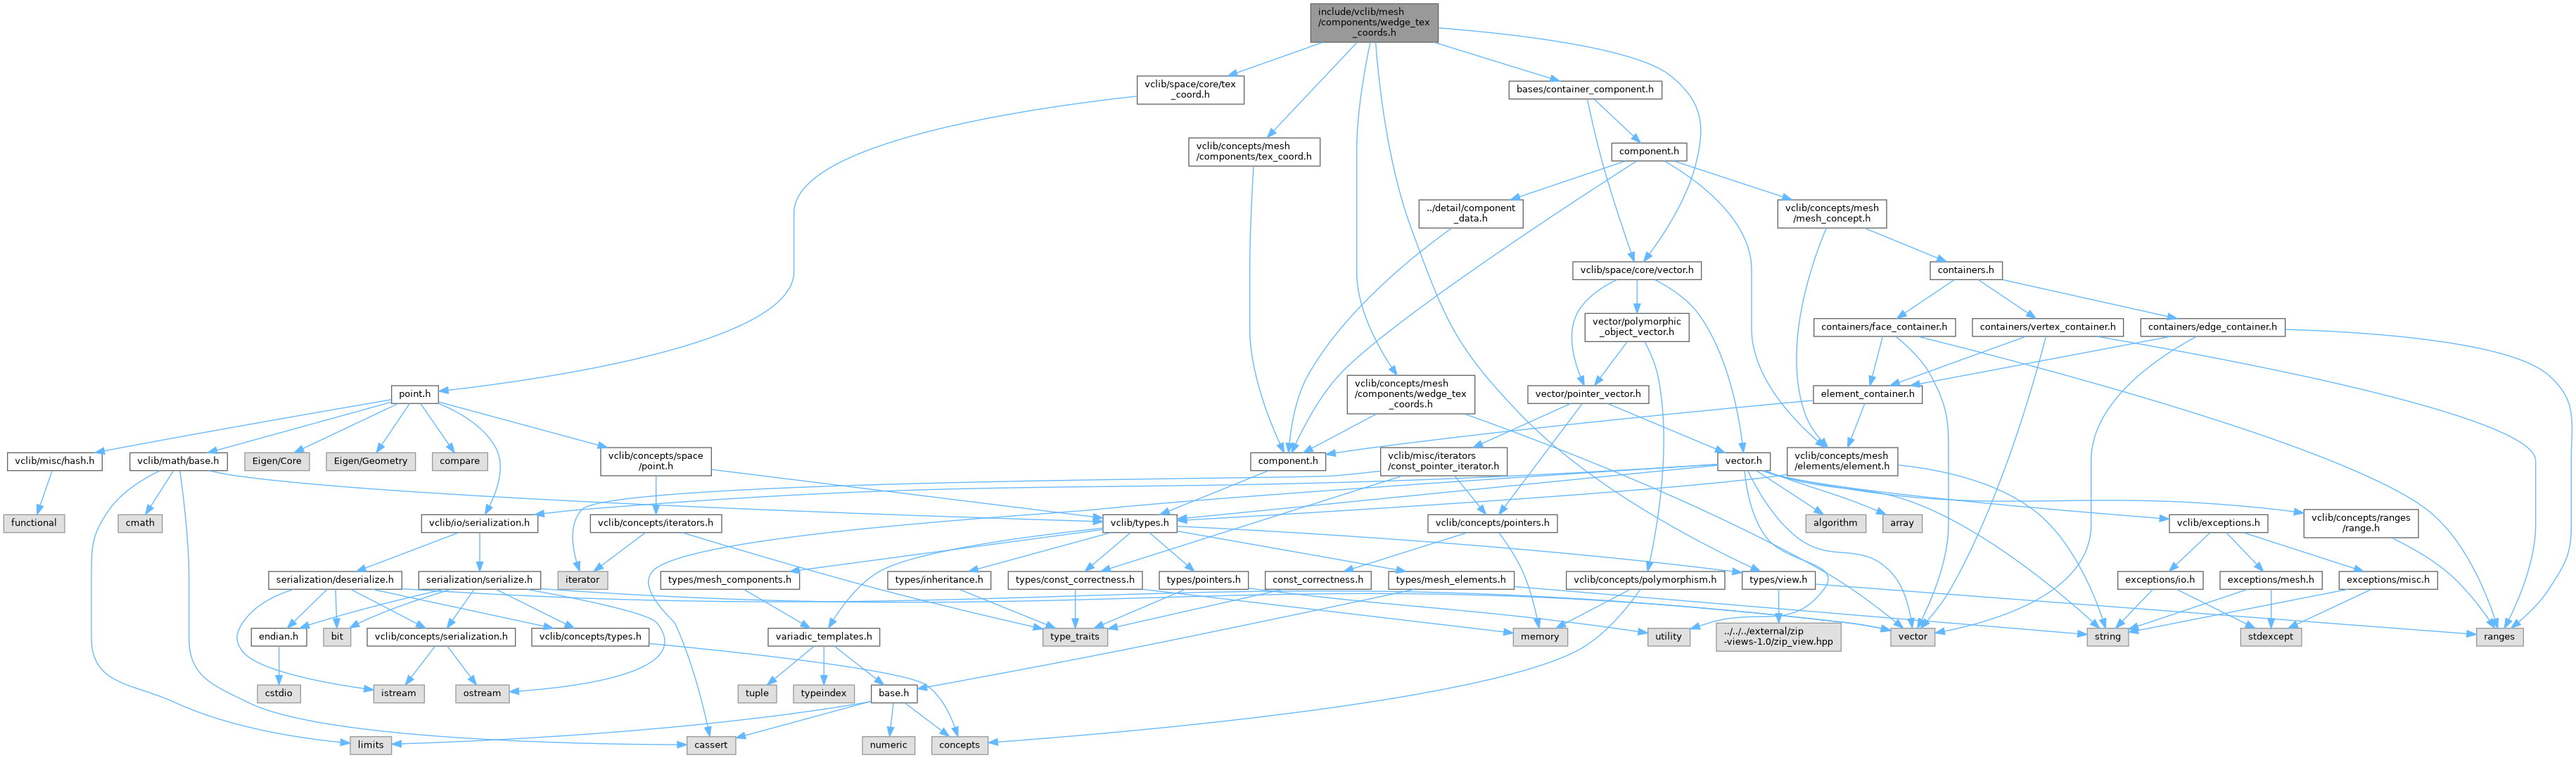 include/vclib/mesh
/components/wedge_tex
_coords.h
vclib/space/core/tex
_coord.h
bases/container_component.h
vclib/concepts/mesh
/components/tex_coord.h
component.h
../detail/component
_data.h
vclib/concepts/mesh
/mesh_concept.h
vclib/space/core/vector.h
containers.h
vector/polymorphic
_object_vector.h
containers/face_container.h
containers/vertex_container.h
containers/edge_container.h
point.h
vclib/concepts/mesh
/components/wedge_tex
_coords.h
vector/pointer_vector.h
element_container.h
vclib/misc/hash.h
vclib/math/base.h
Eigen/Core
Eigen/Geometry
compare
vclib/concepts/space
/point.h
component.h
vclib/misc/iterators
/const_pointer_iterator.h
vector.h
vclib/concepts/mesh
/elements/element.h
functional
cmath
vclib/io/serialization.h
vclib/concepts/iterators.h
vclib/types.h
vclib/concepts/pointers.h
algorithm
array
vclib/exceptions.h
vclib/concepts/ranges
/range.h
serialization/deserialize.h
serialization/serialize.h
iterator
types/mesh_components.h
types/inheritance.h
types/const_correctness.h
types/pointers.h
const_correctness.h
types/mesh_elements.h
vclib/concepts/polymorphism.h
types/view.h
exceptions/io.h
exceptions/mesh.h
exceptions/misc.h
endian.h
bit
vclib/concepts/serialization.h
vclib/concepts/types.h
variadic_templates.h
type_traits
memory
utility
../../../external/zip
-views-1.0/zip_view.hpp
vector
string
stdexcept
ranges
cstdio
istream
ostream
tuple
typeindex
base.h
limits
cassert
numeric
concepts